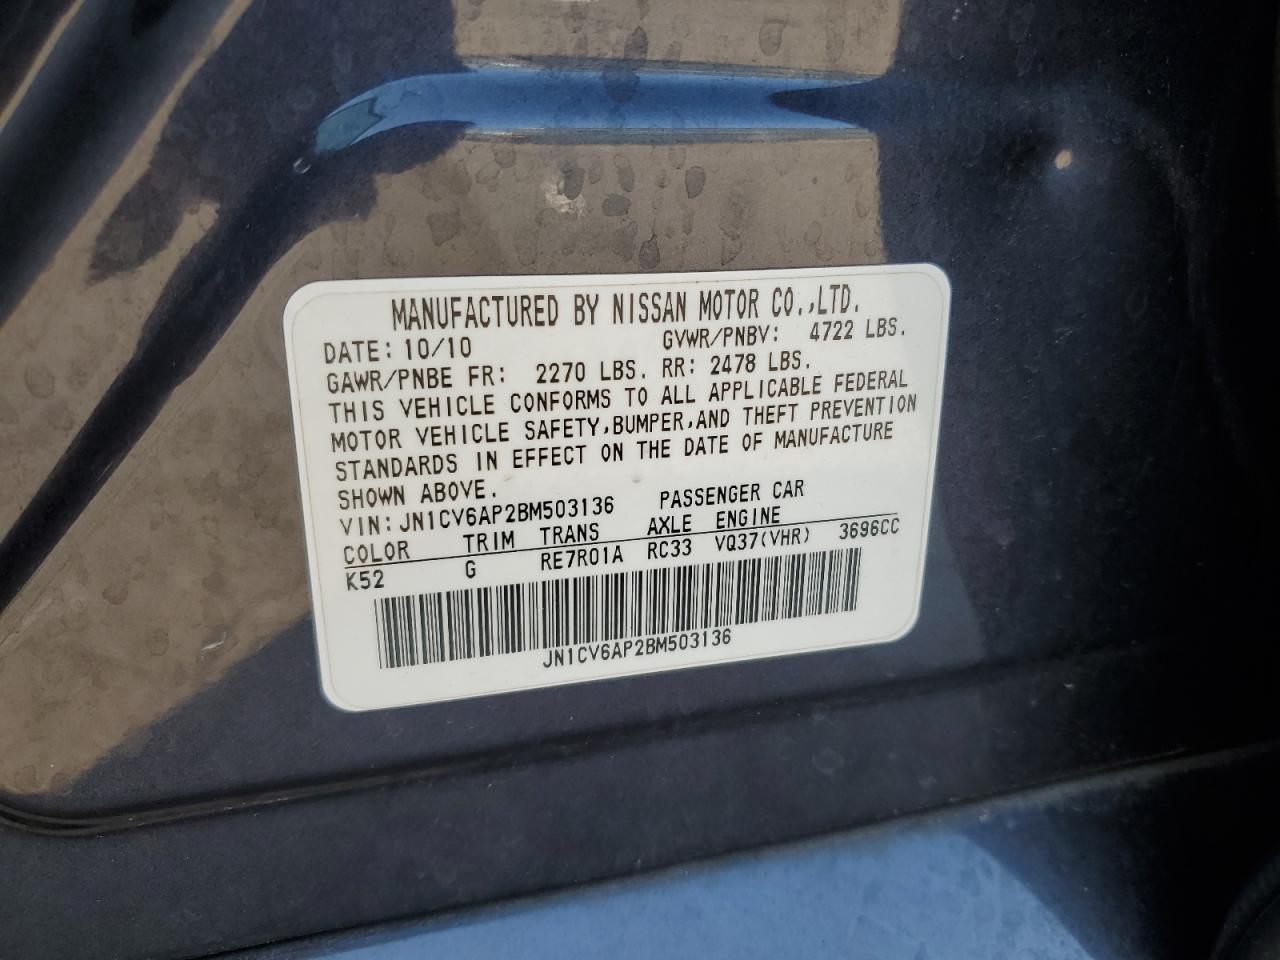 MANUFACTURED BY NISSAN MOTOR CO.,LTD.
DATE: 10/10 GVWR/PNBV: 4722 LBS.
GAWR/PNBE FR: 2270 LBS. RR: 2478 LBS.
THIS VEHICLE CONFORMS TO ALL APPLICABLE FEDERAL
MOTOR VEHICLE SAFETY,BUMPER,AND THEFT PREVENTION
STANDARDS IN EFFECT ON THE DATE OF MANUFACTURE
SHOWN ABOVE.
VIN: JN1CV6AP2BM503136 PASSENGER CAR
COLOR TRIM TRANS AXLE ENGINE
K52 G RE7R01A RC33 VQ37(VHR) 3696CC
JN1CV6AP2BM503136